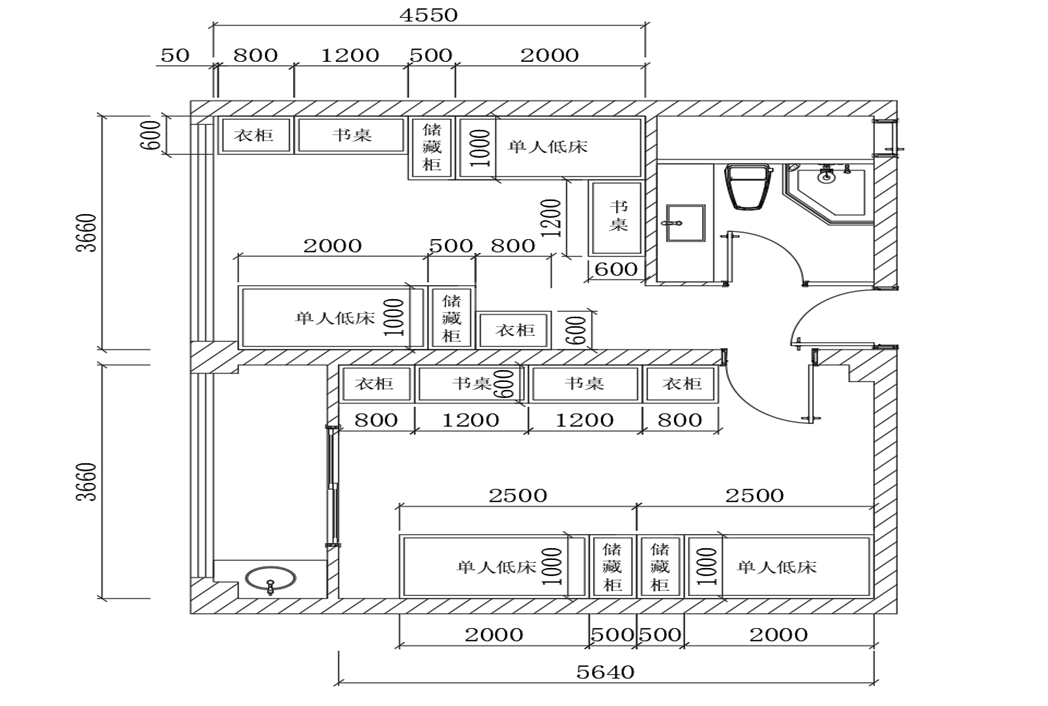 4550
50 800 1200 500 2000
600 衣柜 书桌 储藏柜 1000 单人低床
3660 1200 书桌
2000 500 800
600
单人低床 1000 储藏柜 衣柜 600
衣柜 书桌 600 书桌 衣柜
800 1200 1200 800
3660
2500 2500
单人低床 1000 储藏柜 储藏柜 1000 单人低床
2000 500 500 2000
5640